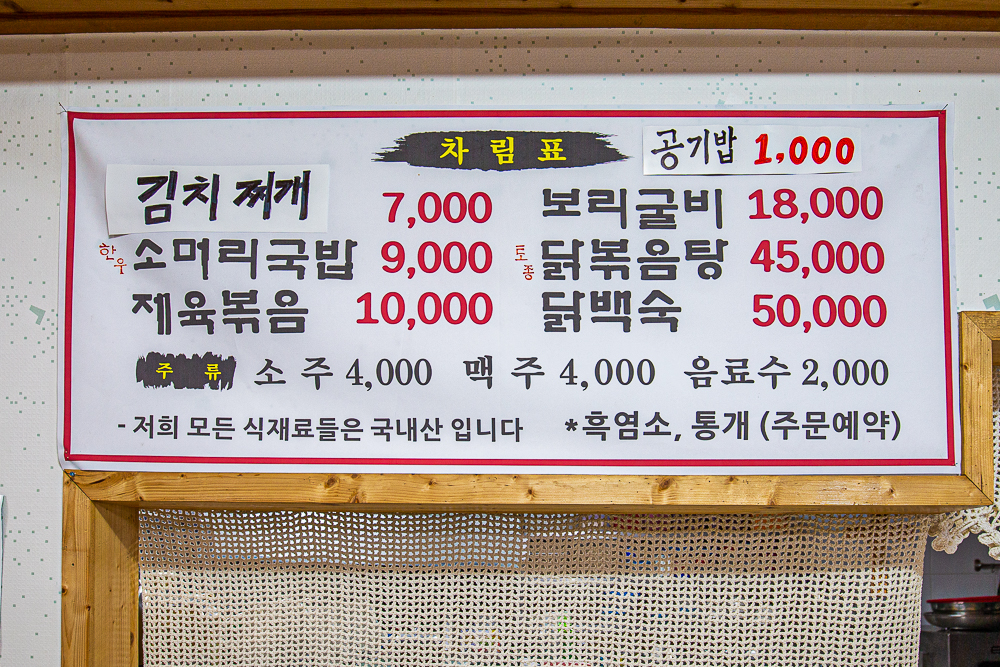 차림표
공기밥 1,000
김치찌개 7,000
한우 소머리국밥 9,000
제육볶음 10,000
보리굴비 18,000
토종 닭볶음탕 45,000
닭백숙 50,000
주류 소주 4,000 맥주 4,000 음료수 2,000
- 저희 모든 식재료들은 국내산 입니다
*흑염소, 통개 (주문예약)